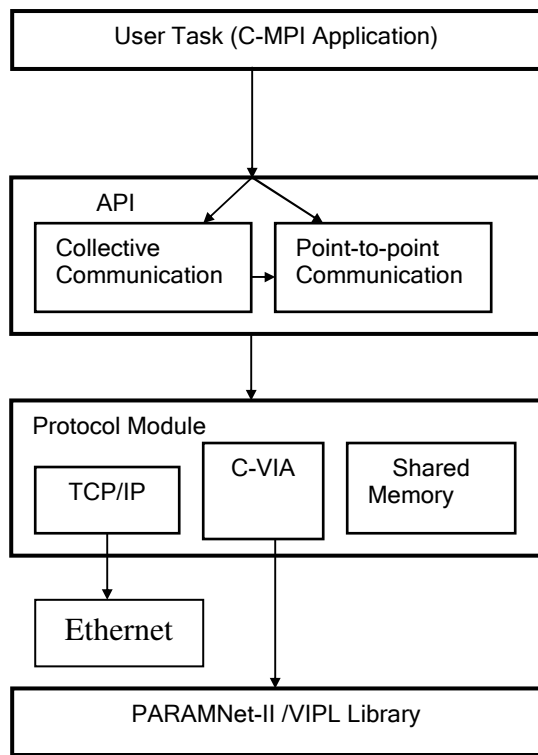 User Task (C-MPI Application)
API
Collective
Communication
Point-to-point
Communication
Protocol Module
TCP/IP
C-VIA
Shared
Memory
Ethernet
PARAMNet-II /VIPL Library